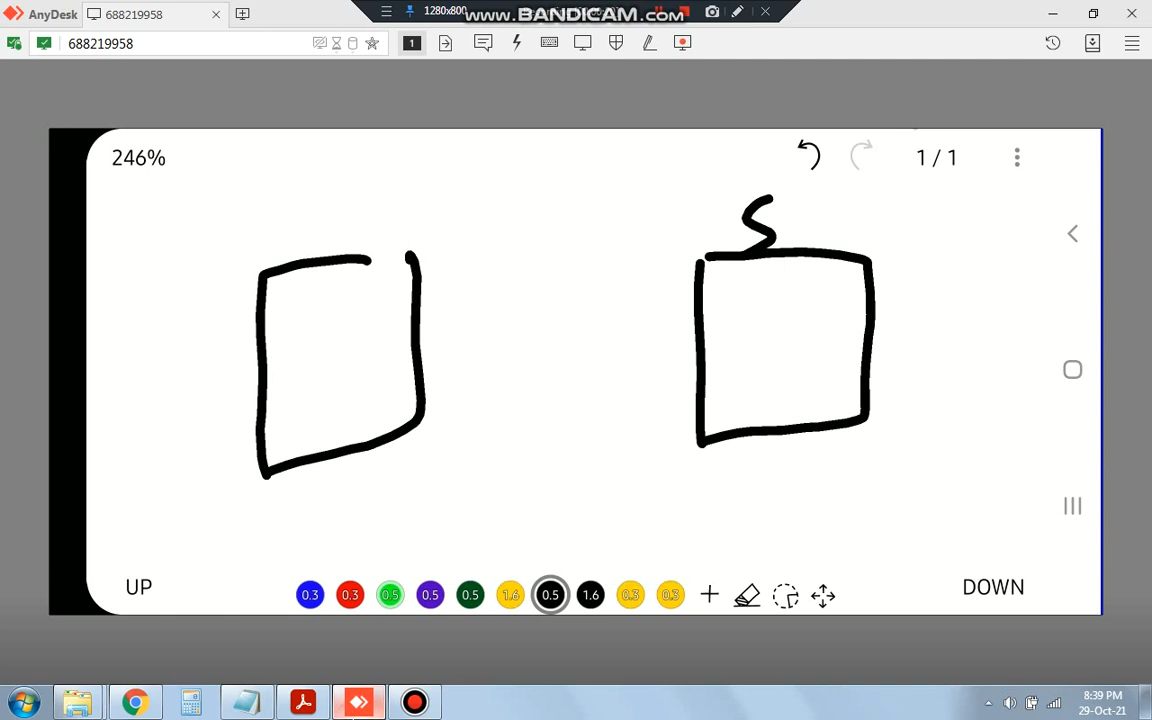 AnyDesk
688219958
1280x800
www.BANDICAM.com
688219958
1
246%
1 / 1
S
UP
0.3
0.3
0.5
0.5
0.5
1.6
0.5
1.6
0.3
0.3
DOWN
8:39 PM
29-Oct-21